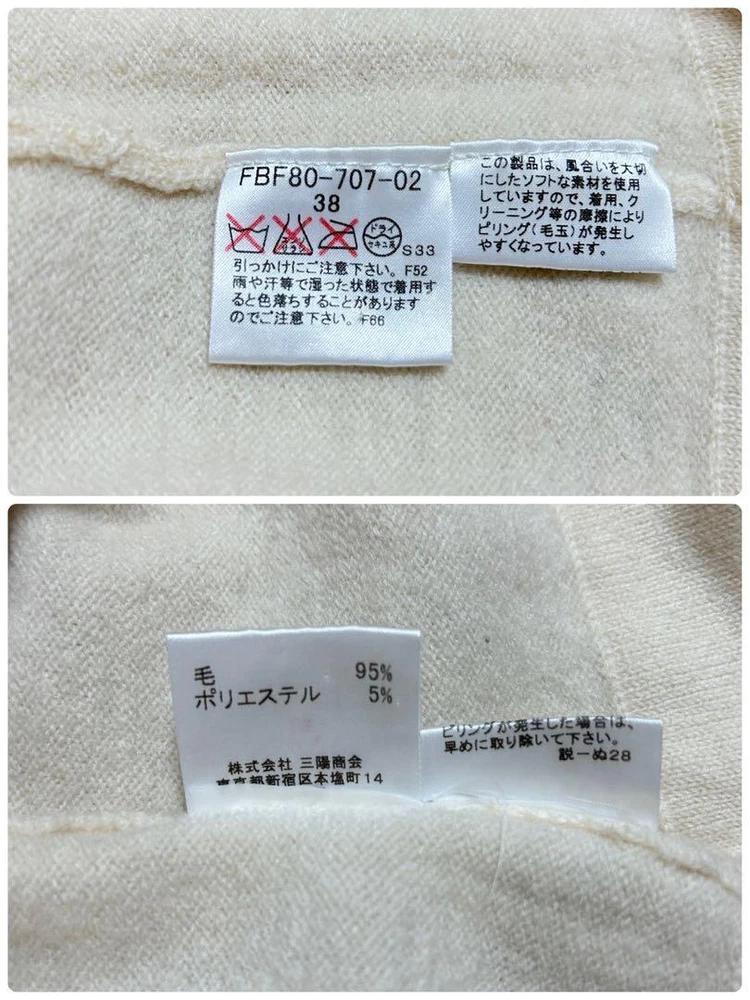 FBF80-707-02
38
ドライ
セキユ系
S33
引っかけにご注意下さい。F52
雨や汗等で湿った状態で着用す
ると色落ちすることがあります
のでご注意下さい。F66
この製品は、風合いを大切
にしたソフトな素材を使用
していますので、着用、ク
リーニング等の摩擦により
ピリング(毛玉)が発生し
やすくなっています。
毛 95%
ポリエステル 5%
株式会社 三陽商会
東京都新宿区本塩町14
ピリングが発生した場合は、
早めに取り除いて下さい。
説ーぬ28